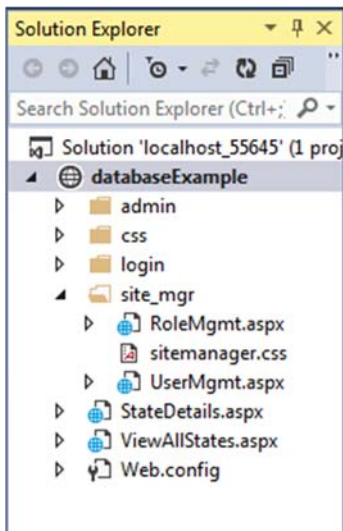 Solution Explorer
Search Solution Explorer (Ctrl+;
Solution 'localhost_55645' (1 proj
databaseExample
admin
css
login
site_mgr
RoleMgmt.aspx
sitemanager.css
UserMgmt.aspx
StateDetails.aspx
ViewAllStates.aspx
Web.config